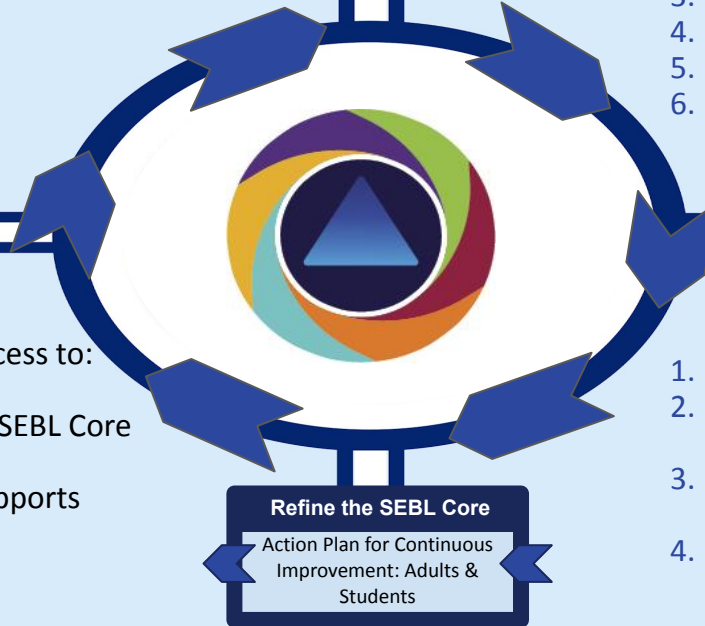 4.
5.
6.
cess to:
SEBL Core
pports
1.
2.
3.
4.
Refine the SEBL Core
Action Plan for Continuous
Improvement: Adults &
Students